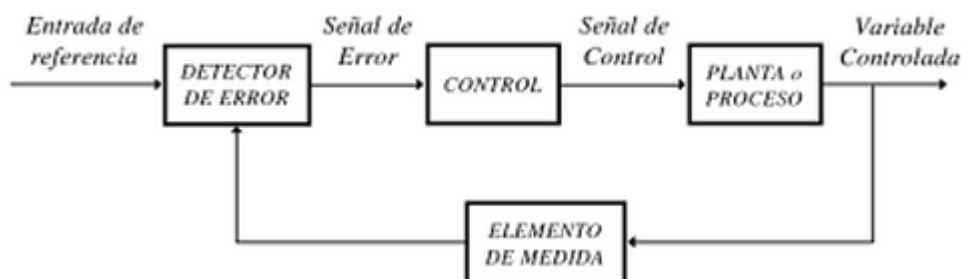 Entrada de
referencia
Señal de
Error
Señal de
Control
Variable
Controlada
DETECTOR
DE ERROR
CONTROL
PLANTA o
PROCESO
ELEMENTO
DE MEDIDA